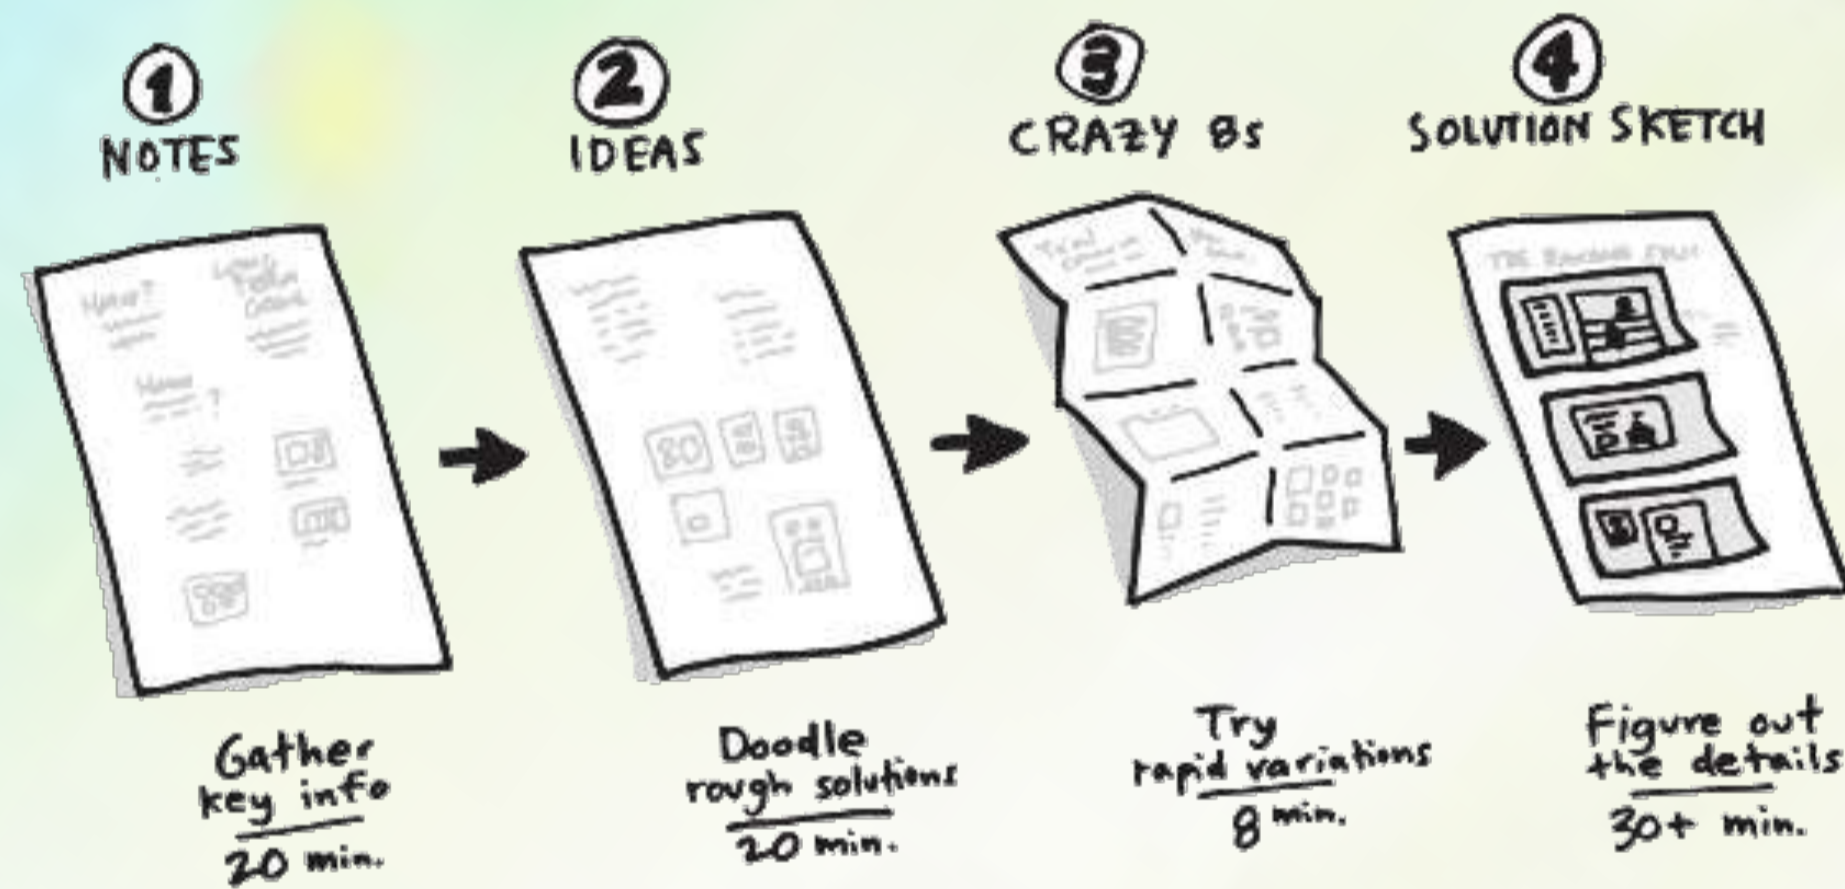 1
NOTES
Gather
key info
20 min.
2
IDEAS
Doodle
rough solutions
20 min.
3
CRAZY 8s
Try
rapid variations
8 min.
4
SOLUTION SKETCH
Figure out
the details
30+ min.